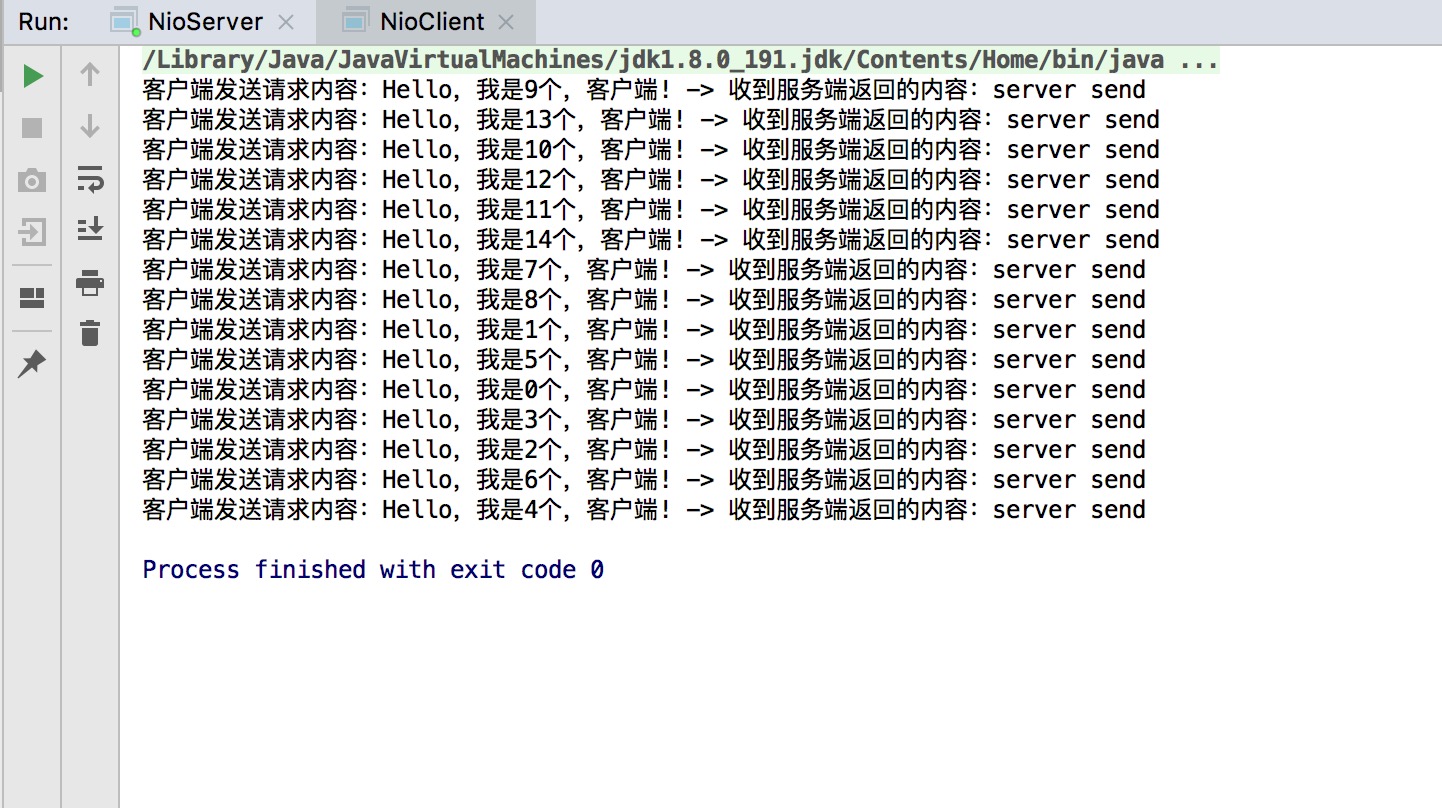 Run: NioServer NioClient
/Library/Java/JavaVirtualMachines/jdk1.8.0_191.jdk/Contents/Home/bin/java ...
客户端发送请求内容：Hello，我是9个，客户端！-> 收到服务端返回的内容：server send
客户端发送请求内容：Hello，我是13个，客户端！-> 收到服务端返回的内容：server send
客户端发送请求内容：Hello，我是10个，客户端！-> 收到服务端返回的内容：server send
客户端发送请求内容：Hello，我是12个，客户端！-> 收到服务端返回的内容：server send
客户端发送请求内容：Hello，我是11个，客户端！-> 收到服务端返回的内容：server send
客户端发送请求内容：Hello，我是14个，客户端！-> 收到服务端返回的内容：server send
客户端发送请求内容：Hello，我是7个，客户端！-> 收到服务端返回的内容：server send
客户端发送请求内容：Hello，我是8个，客户端！-> 收到服务端返回的内容：server send
客户端发送请求内容：Hello，我是1个，客户端！-> 收到服务端返回的内容：server send
客户端发送请求内容：Hello，我是5个，客户端！-> 收到服务端返回的内容：server send
客户端发送请求内容：Hello，我是0个，客户端！-> 收到服务端返回的内容：server send
客户端发送请求内容：Hello，我是3个，客户端！-> 收到服务端返回的内容：server send
客户端发送请求内容：Hello，我是2个，客户端！-> 收到服务端返回的内容：server send
客户端发送请求内容：Hello，我是6个，客户端！-> 收到服务端返回的内容：server send
客户端发送请求内容：Hello，我是4个，客户端！-> 收到服务端返回的内容：server send
Process finished with exit code 0